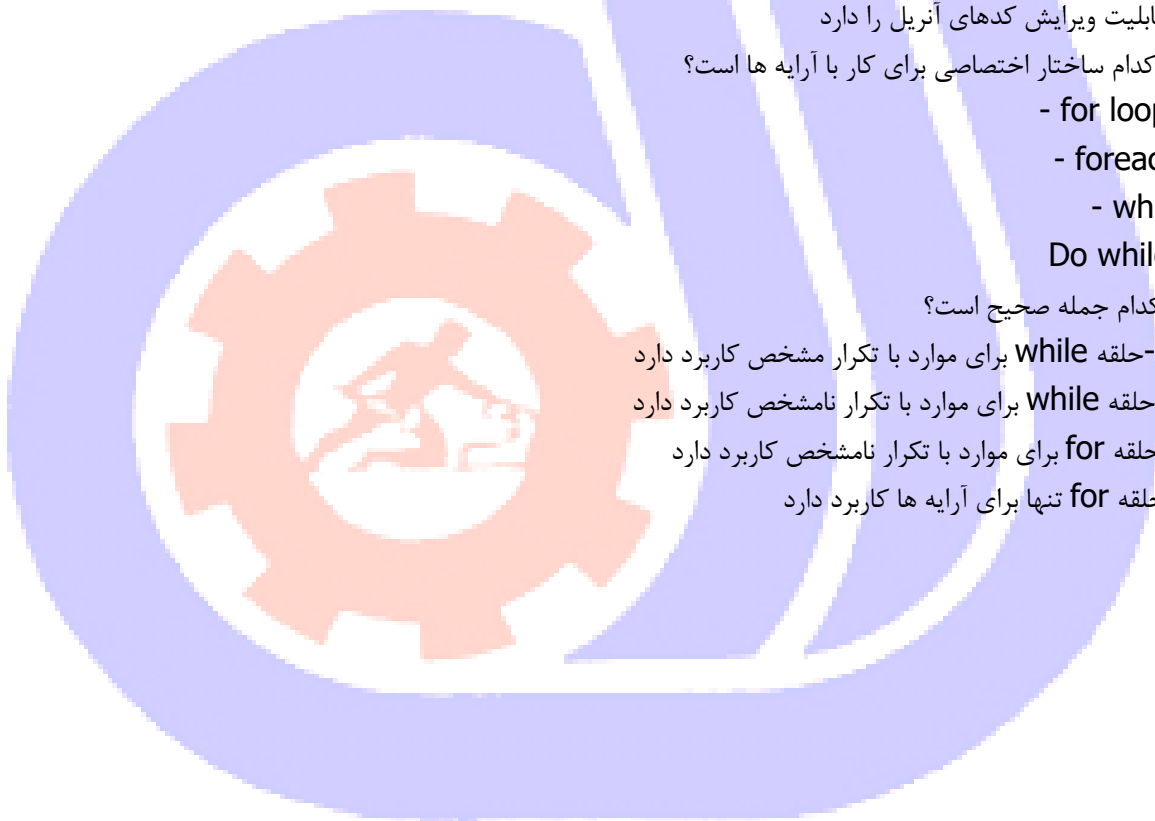 ابلیت ویرایش کدهای آنریل را دارد
کدام ساختار اختصاصی برای کار با آرایه ها است؟
- for loo
- forea
- wh
Do whil
کدام جمله صحیح است؟
-حلقه while برای موارد با تکرار مشخص کاربرد دارد
حلقه while برای موارد با تکرار نامشخص کاربرد دارد
حلقه for برای موارد با تکرار نامشخص کاربرد دارد
حلقه for تنها برای آرایه ها کاربرد دارد